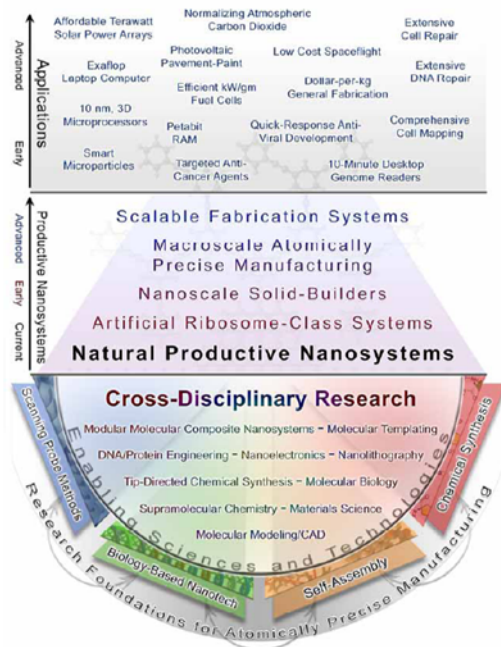 Affordable Terawatt
Solar Power Arrays
Normalizing Atmospheric
Carbon Dioxide
Extensive
Cell Repair
Photovoltaic
Pavement-Paint
Low Cost Spaceflight
Exaflop
Laptop Computer
Efficient kW/gm
Fuel Cells
Dollar-per-kg
General Fabrication
Extensive
DNA Repair
10 nm, 3D
Microprocessors
Petabit
RAM
Quick-Response Anti-
Viral Development
Comprehensive
Cell Mapping
Smart
Microparticles
Targeted Anti-
Cancer Agents
10-Minute Desktop
Genome Readers
Applications
Early
Advanced
Scalable Fabrication Systems
Macroscale Atomically
Precise Manufacturing
Nanoscale Solid-Builders
Artificial Ribosome-Class Systems
Natural Productive Nanosystems
Productive Nanosystems
Current
Early
Advanced
Cross-Disciplinary Research
Modular Molecular Composite Nanosystems - Molecular Templating
DNA/Protein Engineering - Nanoelectronics - Nanolithography
Tip-Directed Chemical Synthesis - Molecular Biology
Supramolecular Chemistry - Materials Science
Molecular Modeling/CAD
Enabling Sciences and Technologies
Scanning Probe Methods
Biology-Based Nanotech
Self-Assembly
Chemical Synthesis
Research Foundations for Atomically Precise Manufacturing